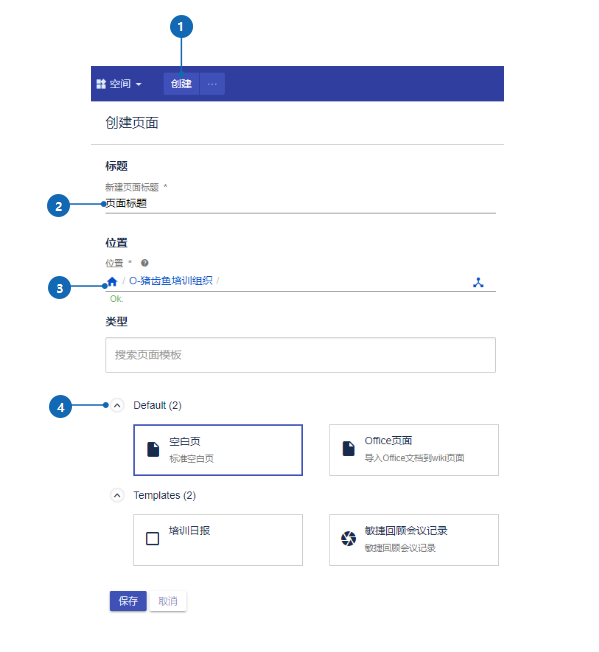 1
空间 创建 ···
创建页面
标题
新建页面标题 *
2
页面标题
位置
位置 * ?
3
/ O-猪齿鱼培训组织 /
Ok.
类型
搜索页面模板
4
Default (2)
空白页
标准空白页
Office页面
导入Office文档到wiki页面
Templates (2)
培训日报
敏捷回顾会议记录
敏捷回顾会议记录
保存 取消